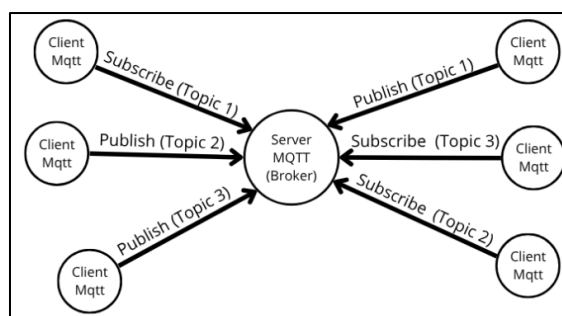 Client
Mqtt
Subscribe (Topic 1)
Client
Mqtt
Publish (Topic 2)
Client
Mqtt
Publish (Topic 3)
Server
MQTT
(Broker)
Client
Mqtt
Publish (Topic 1)
Client
Mqtt
Subscribe (Topic 3)
Client
Mqtt
Subscribe (Topic 2)